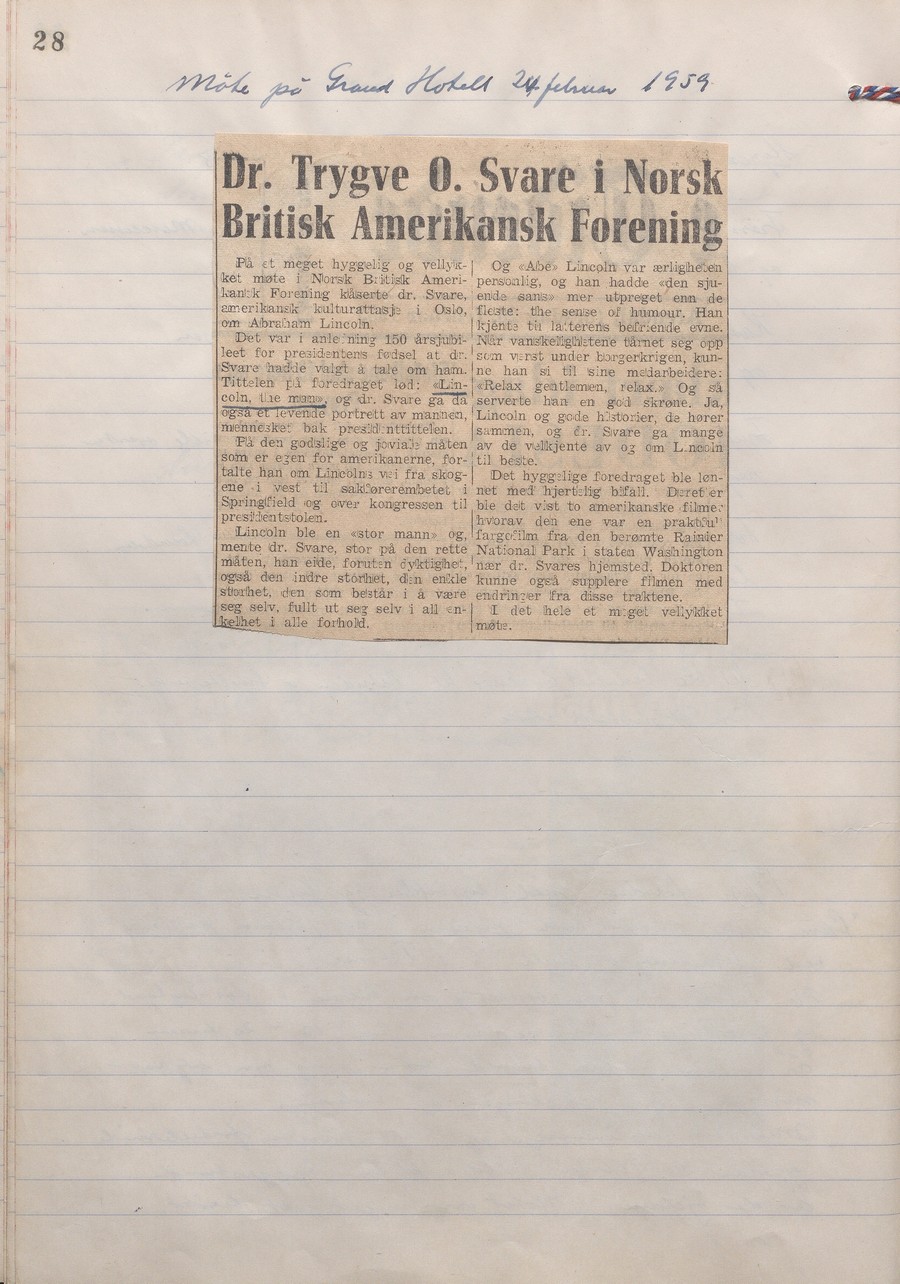 28
Möte på Grand Hotell 24 februar 1959
Dr. Trygve O. Svare i Norsk
Britisk Amerikansk Forening
På et meget hyggelig og vellyk-
ket møte i Norsk Britisk Ameri-
kansk Forening kåserte dr. Svare,
amerikansk kulturattasje i Oslo,
om Abraham Lincoln.
Det var i anledning 150 årsjubi-
leet for presidentens fødsel at dr.
Svare hadde valgt å tale om ham.
Tittelen på foredraget lød: «Lin-
coln, the man», og dr. Svare ga da
også et levende portrett av mannen,
mennesket bak presidenttittelen.
På den godslige og joviale måten
som er egen for amerikanerne, for-
talte han om Lincolns vei fra skog-
ene i vest til sakførerembetet i
Springfield og over kongressen til
presidentstolen.
Lincoln ble en «stor mann» og,
mente dr. Svare, stor på den rette
måten, han eide, foruten dyktighet,
også den indre storhet, den enkle
storhet, den som består i å være
seg selv, fullt ut seg selv i all en-
kelhet i alle forhold.
Og «Abe» Lincoln var ærligheten
personlig, og han hadde «den sju-
ende sans» mer utpreget enn de
fleste: the sense of humour. Han
kjente til latterens befriende evne.
Når vanskelighetene tårnet seg opp
som verst under borgerkrigen, kun-
ne han si til sine medarbeidere:
«Relax gentlemen, relax.» Og så
serverte han en god skrøne. Ja,
Lincoln og gode historier, de hører
sammen, og dr. Svare ga mange
av de velkjente av og om Lincoln
til beste.
Det hyggelige foredraget ble løn-
net med hjertelig bifall. Deretter
ble det vist to amerikanske filmer
hvorav den ene var en praktfull
fargefilm fra den berømte Rainier
National Park i staten Washington
nær dr. Svares hjemsted. Doktoren
kunne også supplere filmen med
endringer fra disse traktene.
I det hele et meget vellykket
møte.